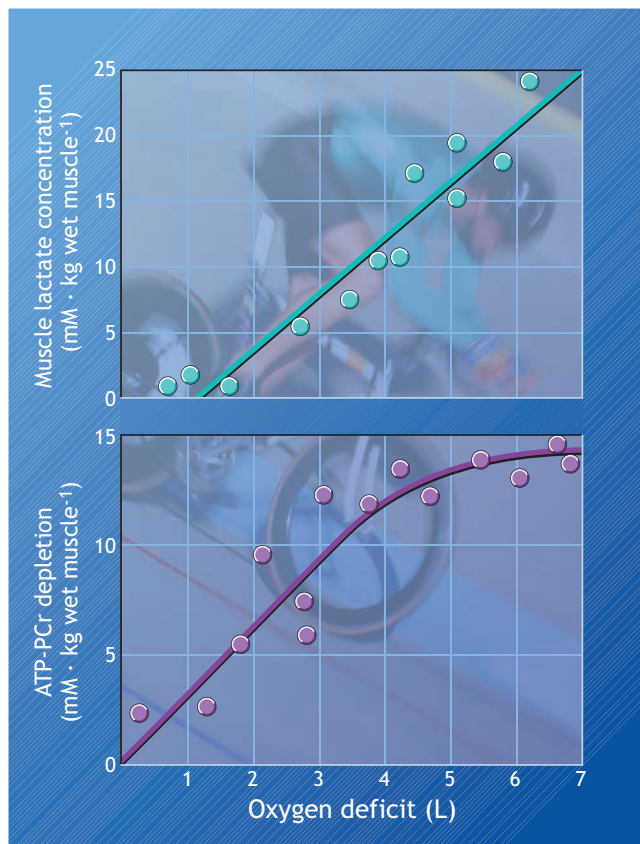 Muscle lactate concentration
(mM · kg wet muscle-1)
25
20
15
10
5
0
ATP-PCr depletion
(mM · kg wet muscle-1)
15
10
5
0
1 2 3 4 5 6 7
Oxygen deficit (L)